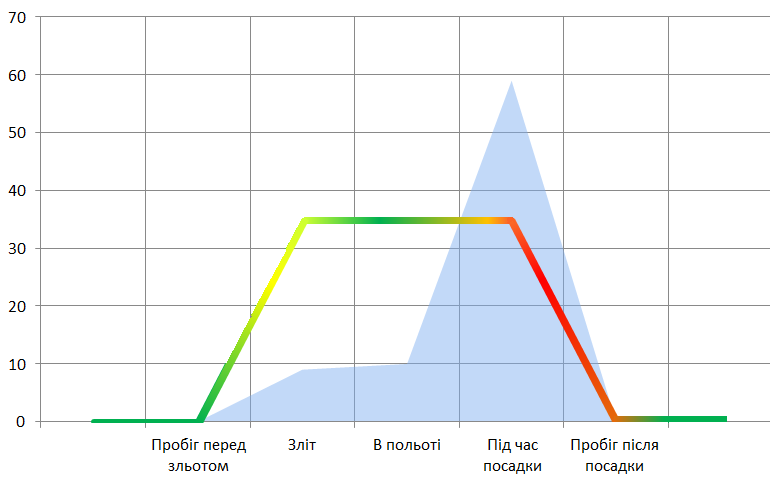 70
60
50
40
30
20
10
0
Пробіг перед
зльотом
Зліт
В польоті
Під час
посадки
Пробіг після
посадки